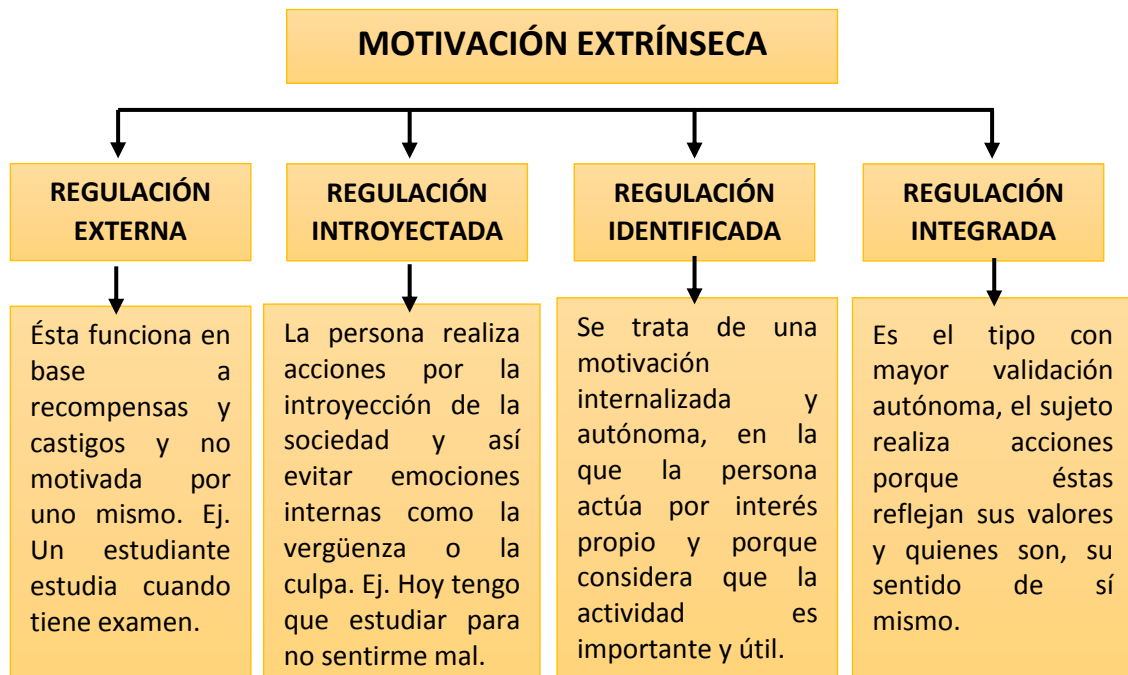 MOTIVACIÓN EXTRÍNSECA
REGULACIÓN
EXTERNA
REGULACIÓN
INTROYECTADA
REGULACIÓN
IDENTIFICADA
REGULACIÓN
INTEGRADA
Ésta funciona en
base a
recompensas y
castigos y no
motivada por
uno mismo. Ej.
Un estudiante
estudia cuando
tiene examen.
La persona realiza
acciones por la
introyección de la
sociedad y así
evitar emociones
internas como la
vergüenza o la
culpa. Ej. Hoy tengo
que estudiar para
no sentirme mal.
Se trata de una
motivación
internalizada y
autónoma, en la
que la persona
actúa por interés
propio y porque
considera que la
actividad es
importante y útil.
Es el tipo con
mayor validación
autónoma, el sujeto
realiza acciones
porque éstas
reflejan sus valores
y quienes son, su
sentido de sí
mismo.